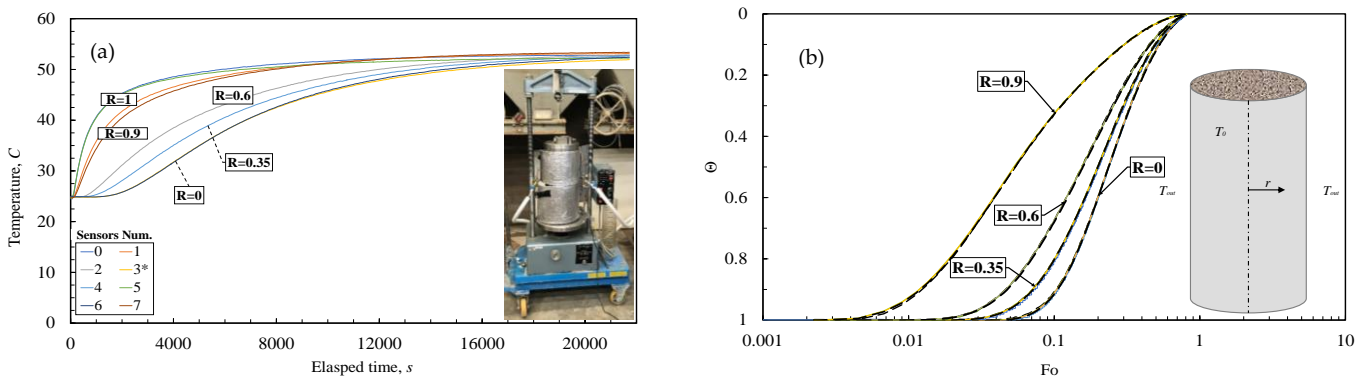 (a)
Temperature, C
60
50
40
30
20
10
0
R=1
R=0.9
R=0.6
R=0.35
R=0
Sensors Num.
0 1
2 3*
4 5
6 7
0 4000 8000 12000 16000 20000
Elasped time, s
(b)
Θ
0
0.2
0.4
0.6
0.8
1
R=0.9
R=0
R=0.6
R=0.35
T0
Tout r Tout
0.001 0.01 0.1 1 10
Fo